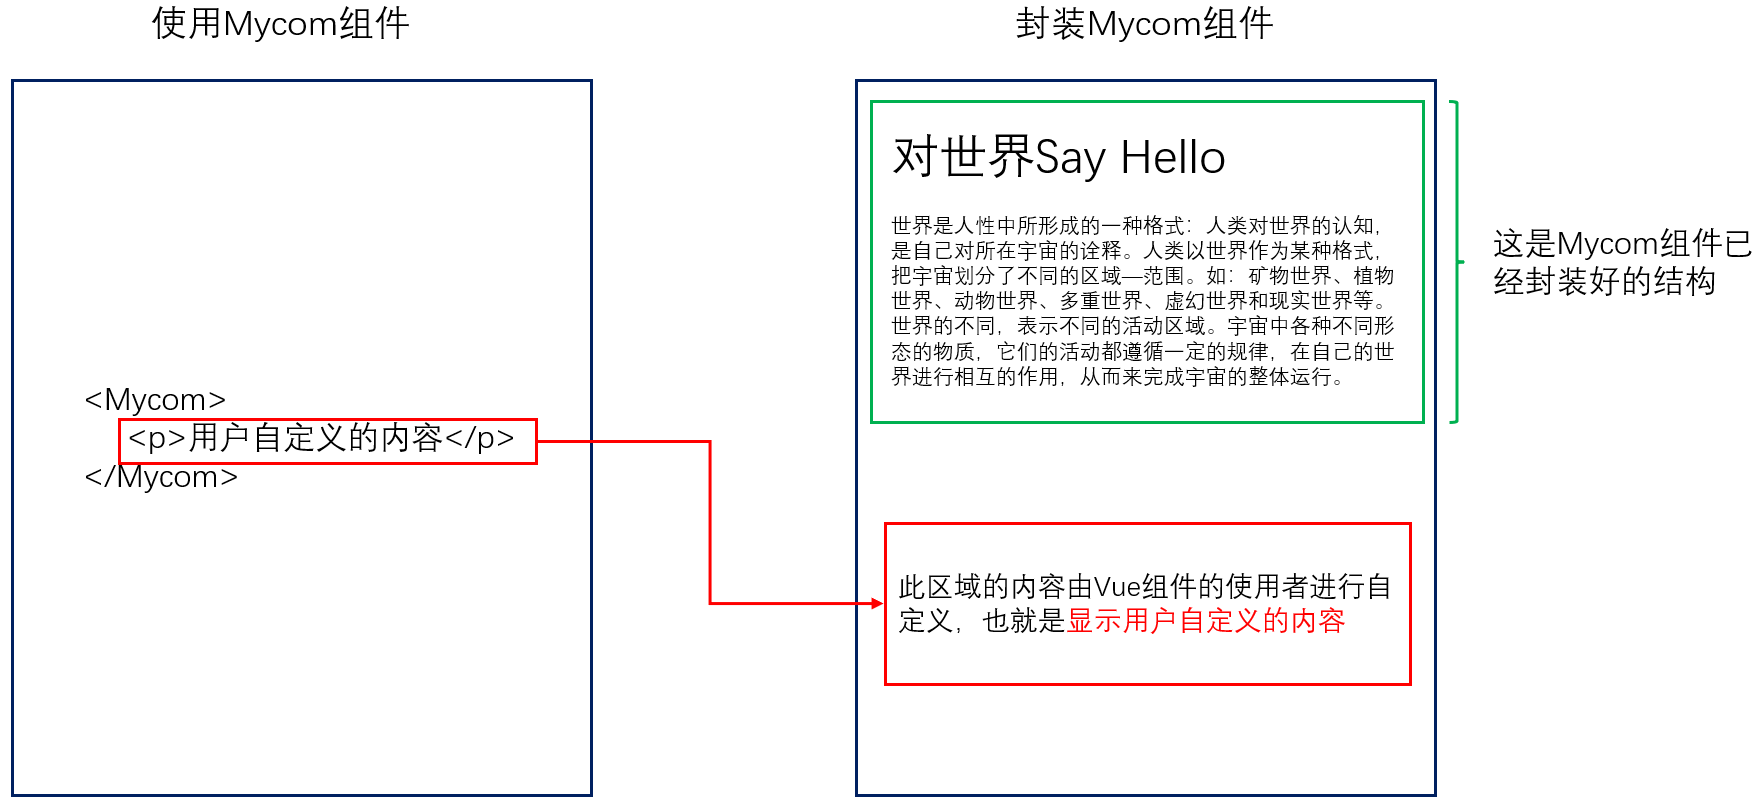 使用Mycom组件
<Mycom>
<p>用户自定义的内容</p>
</Mycom>
封装Mycom组件
对世界Say Hello
世界是人性中所形成的一种格式：人类对世界的认知，
是自己对所在宇宙的诠释。人类以世界作为某种格式，
把宇宙划分了不同的区域—范围。如：矿物世界、植物
世界、动物世界、多重世界、虚幻世界和现实世界等。
世界的不同，表示不同的活动区域。宇宙中各种不同形
态的物质，它们的活动都遵循一定的规律，在自己的世
界进行相互的作用，从而来完成宇宙的整体运行。
这是Mycom组件已
经封装好的结构
此区域的内容由Vue组件的使用者进行自
定义，也就是显示用户自定义的内容